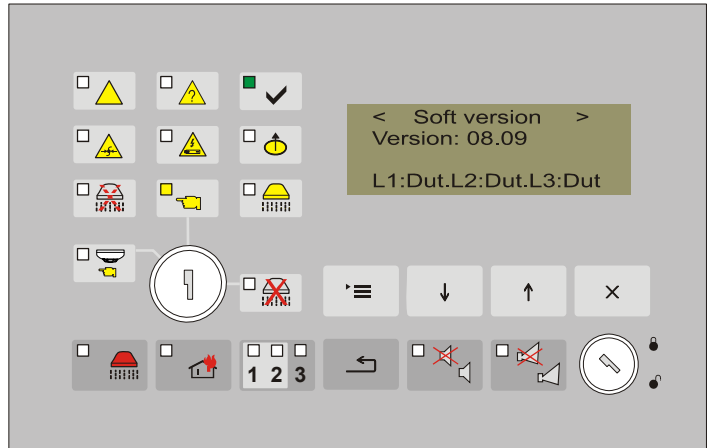 ?
< Soft version >
Version: 08.09
L1:Dut.L2:Dut.L3:Dut
1 2 3